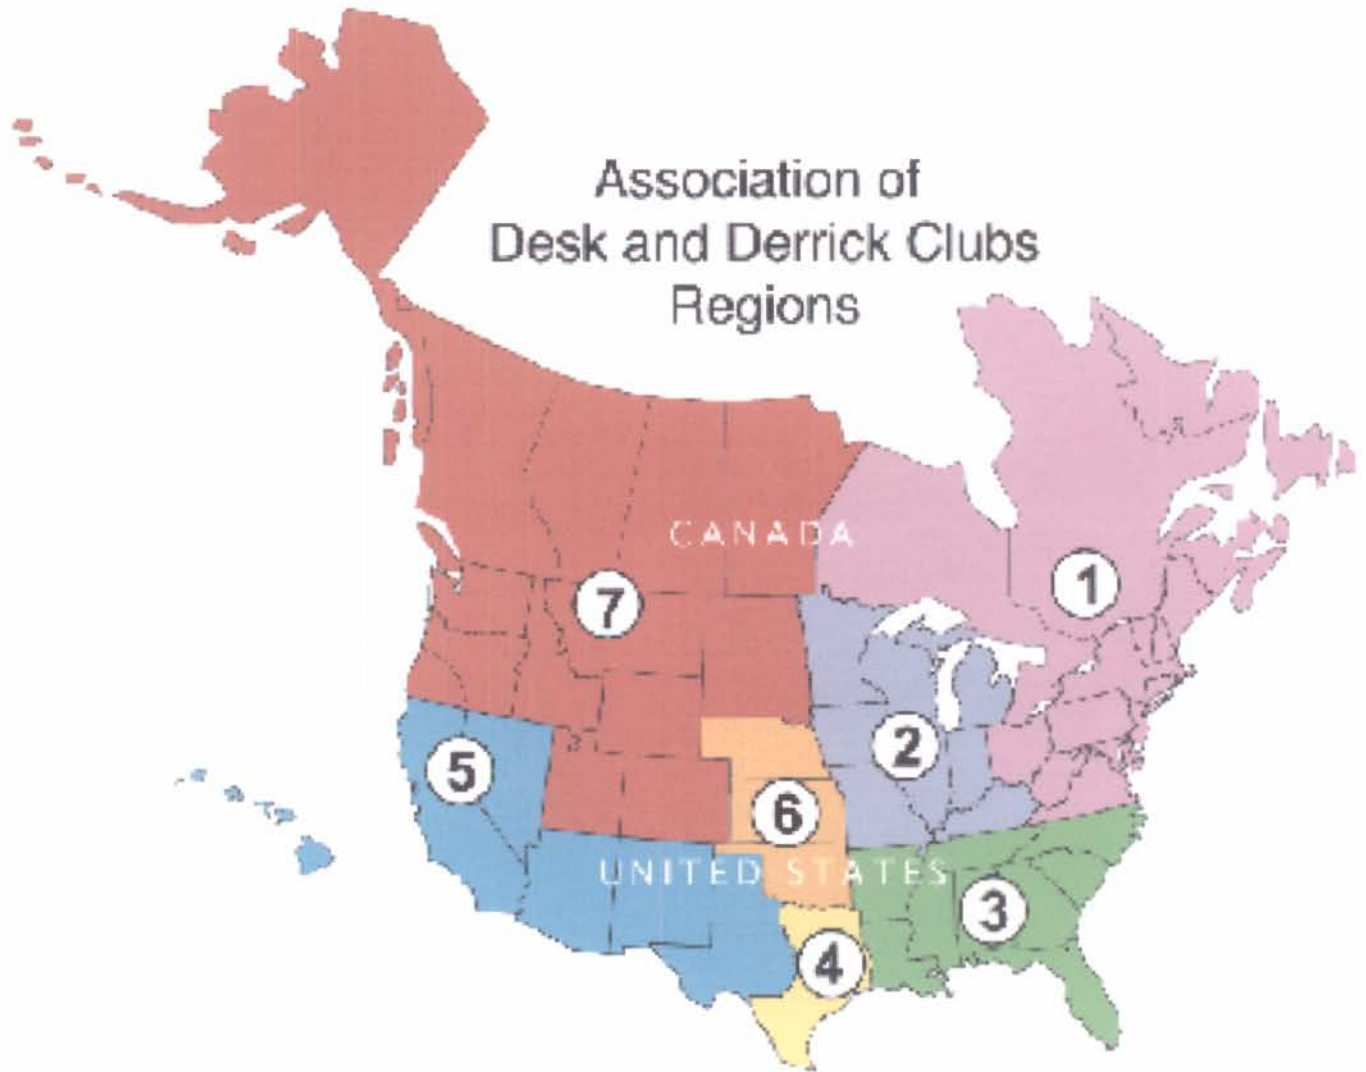 Association of
Desk and Derrick Clubs
Regions
CANADA
1
7
2
5
6
UNITED STATES
3
4